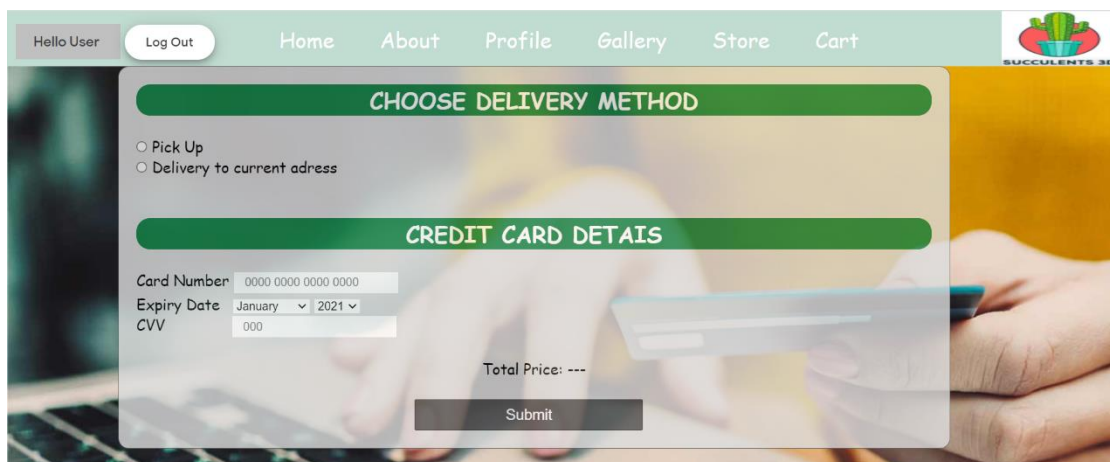 Hello User
Log Out
Home About Profile Gallery Store Cart
SUCCULENTS 3D
CHOOSE DELIVERY METHOD
Pick Up
Delivery to current adress
CREDIT CARD DETAIS
Card Number 0000 0000 0000 0000
Expiry Date January 2021
CVV 000
Total Price: ---
Submit